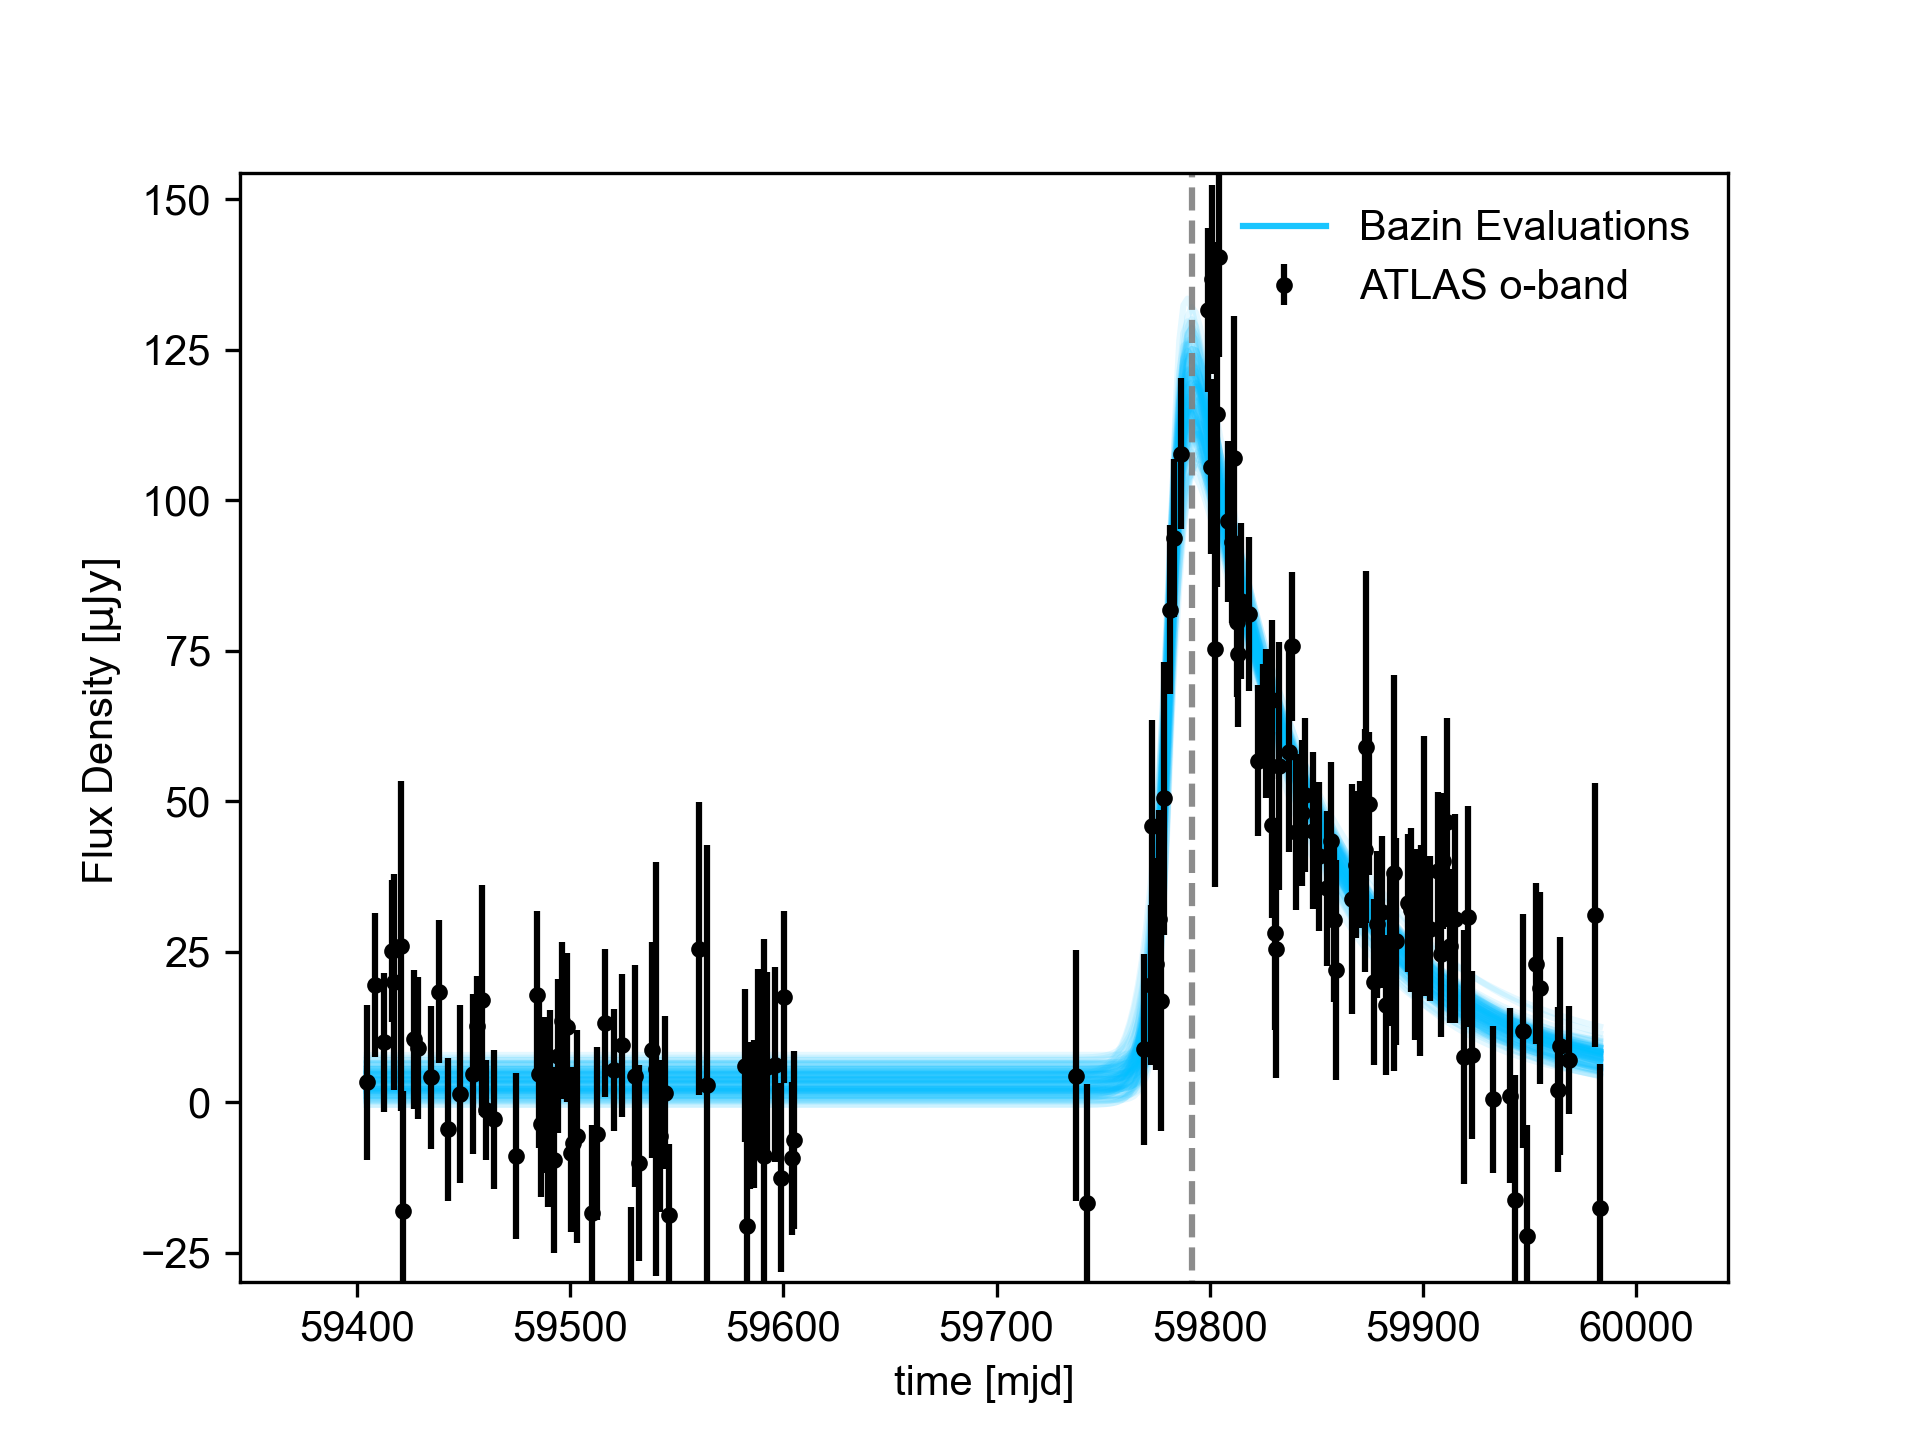 150
125
100
75
50
25
0
−25
Flux Density [µJy]
Bazin Evaluations
ATLAS o-band
59400 59500 59600 59700 59800 59900 60000
time [mjd]